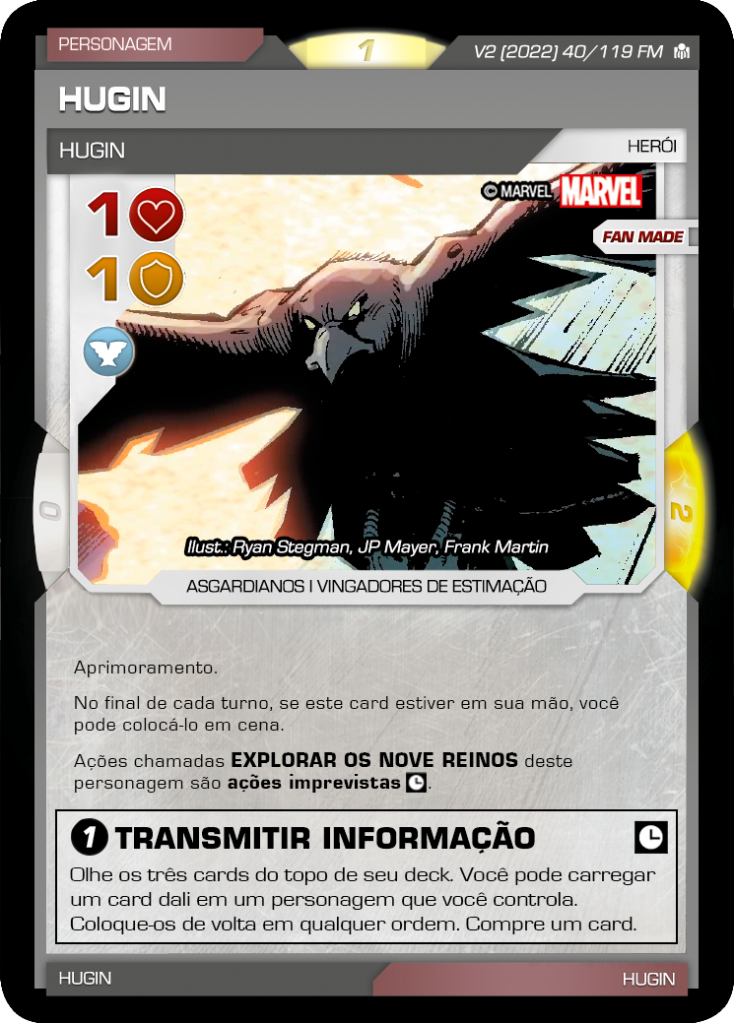 PERSONAGEM
1
V2 (2022) 40/119 FM
HUGIN
HUGIN
HERÓI
© MARVEL MARVEL
1
FAN MADE
1
0
2
Ilust.: Ryan Stegman, JP Mayer, Frank Martin
ASGARDIANOS | VINGADORES DE ESTIMAÇÃO
Aprimoramento.
No final de cada turno, se este card estiver em sua mão, você
pode colocá-lo em cena.
Ações chamadas EXPLORAR OS NOVE REINOS deste
personagem são ações imprevistas.
1 TRANSMITIR INFORMAÇÃO
Olhe os três cards do topo de seu deck. Você pode carregar
um card dali em um personagem que você controla.
Coloque-os de volta em qualquer ordem. Compre um card.
HUGIN
HUGIN